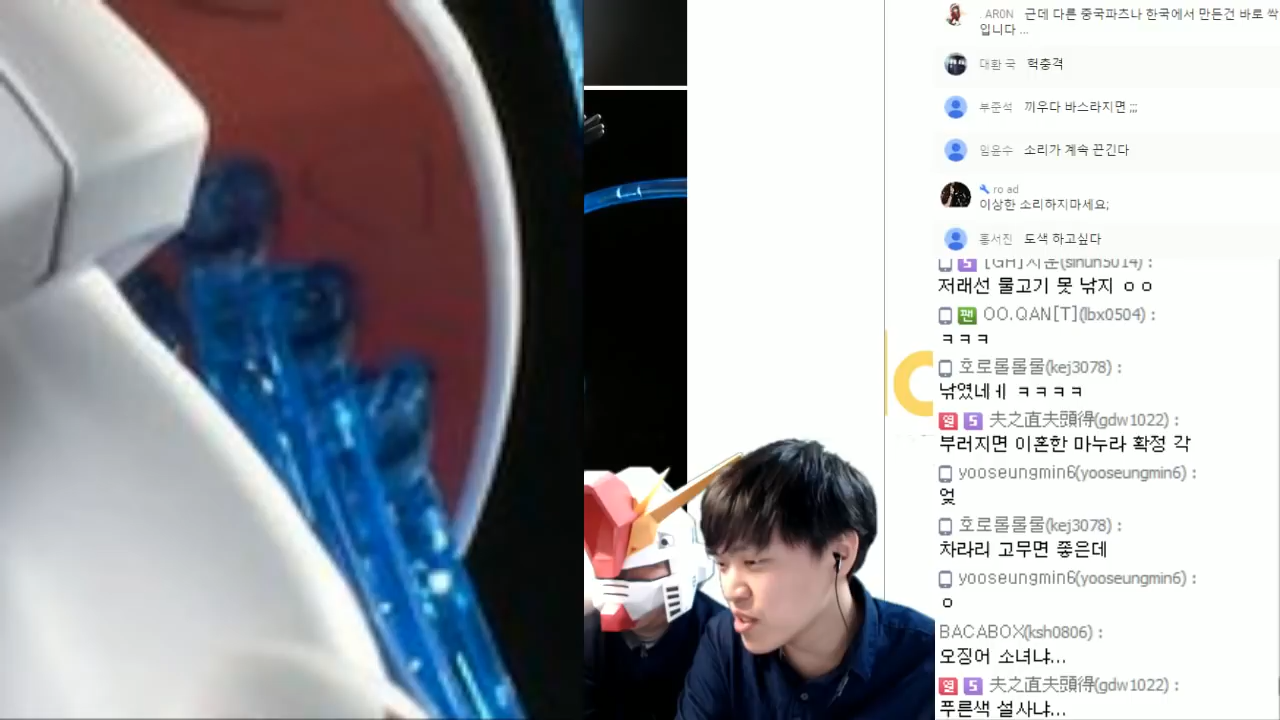 .ARON 근데 다른 중국파츠나 한국에서 만든건 바로 싹
입니다 ...
대환 국 헉충격
부준석 끼우다 바스라지면 ;;;
임윤수 소리가 계속 끈긴다
ro ad
이상한 소리하지마세요;
홍서진 도색 하고싶다
S [GH]지훈(sinun5014) :
저래선 물고기 못 낚지 ㅇㅇ
팬 OO.QAN[T](lbx0504) :
ㅋㅋㅋ
호로롤롤롤(kej3078) :
낚였네ㅔ ㅋㅋㅋㅋ
열 S 夫之直夫頭得(gdw1022) :
부러지면 이혼한 마누라 확정 각
yooseungmin6(yooseungmin6) :
엌
호로롤롤롤(kej3078) :
차라리 고무면 좋은데
yooseungmin6(yooseungmin6) :
ㅇ
BACABOX(ksh0806) :
오징어 소녀냐...
열 S 夫之直夫頭得(gdw1022) :
푸른색 설사냐...